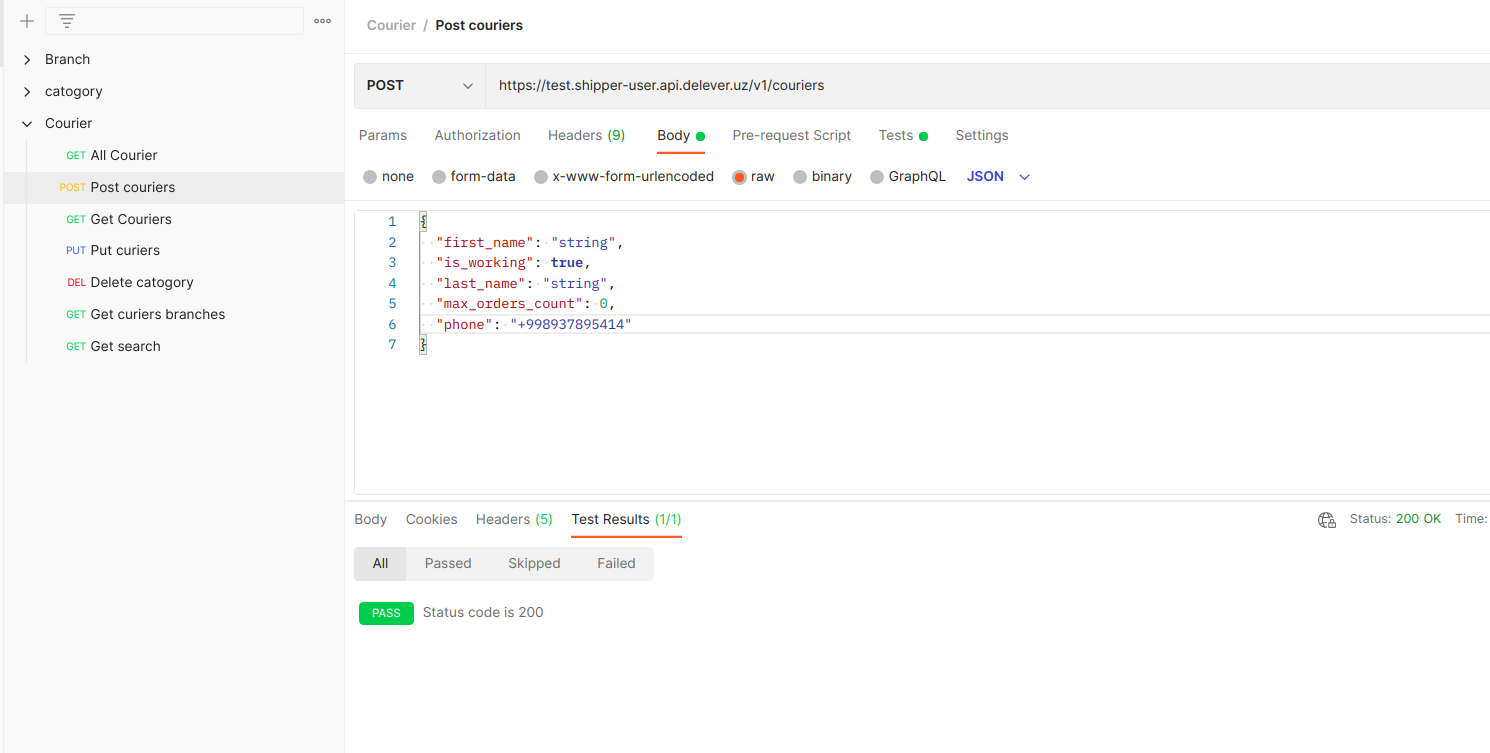 Branch
catogory
Courier
GET All Courier
POST Post couriers
GET Get Couriers
PUT Put curiers
DEL Delete catogory
GET Get curiers branches
GET Get search
Courier / Post couriers
POST https://test.shipper-user.api.delever.uz/v1/couriers
Params Authorization Headers (9) Body Pre-request Script Tests Settings
none form-data x-www-form-urlencoded raw binary GraphQL JSON
1 {
2 "first_name": "string",
3 "is_working": true,
4 "last_name": "string",
5 "max_orders_count": 0,
6 "phone": "+998937895414"
7 }
Body Cookies Headers (5) Test Results (1/1) Status: 200 OK Time:
All Passed Skipped Failed
PASS Status code is 200